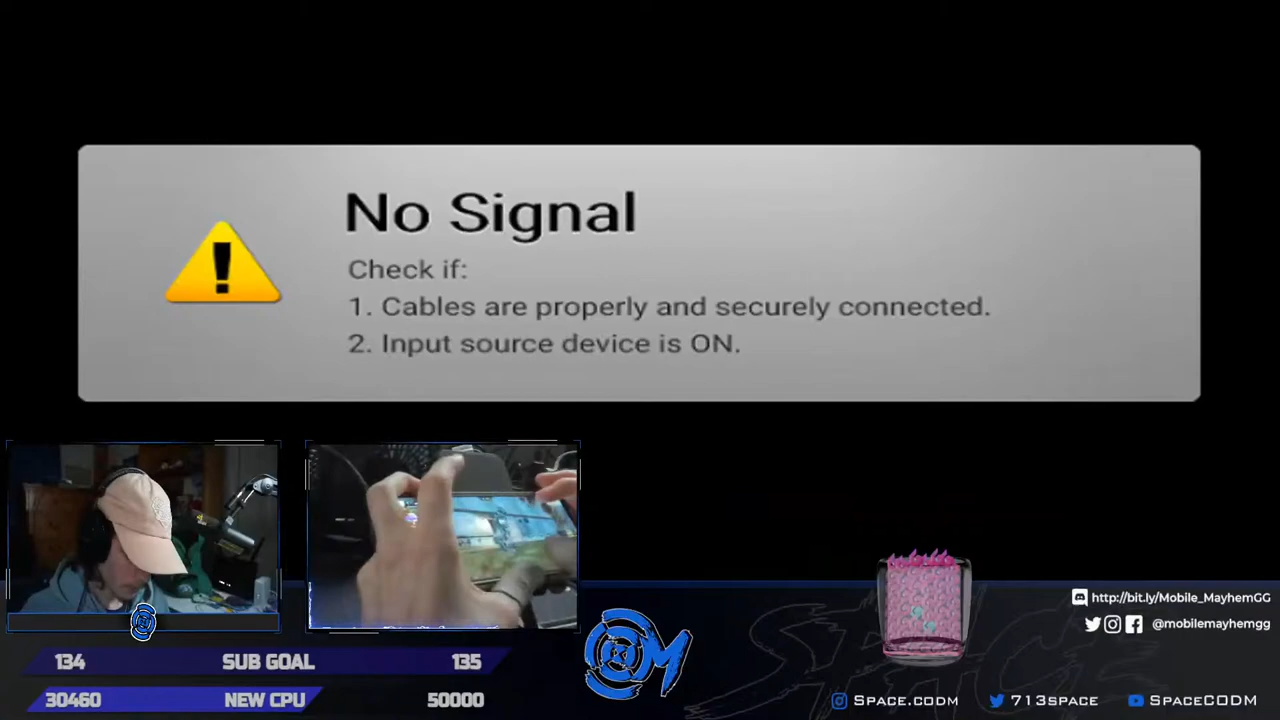 No Signal
Check if:
1. Cables are properly and securely connected.
2. Input source device is ON.
http://bit.ly/Mobile_MayhemGG
@mobilemayhemgg
134 SUB GOAL 135
30460 NEW CPU 50000
M
SPACE
Space.codm 713space SpaceCODM